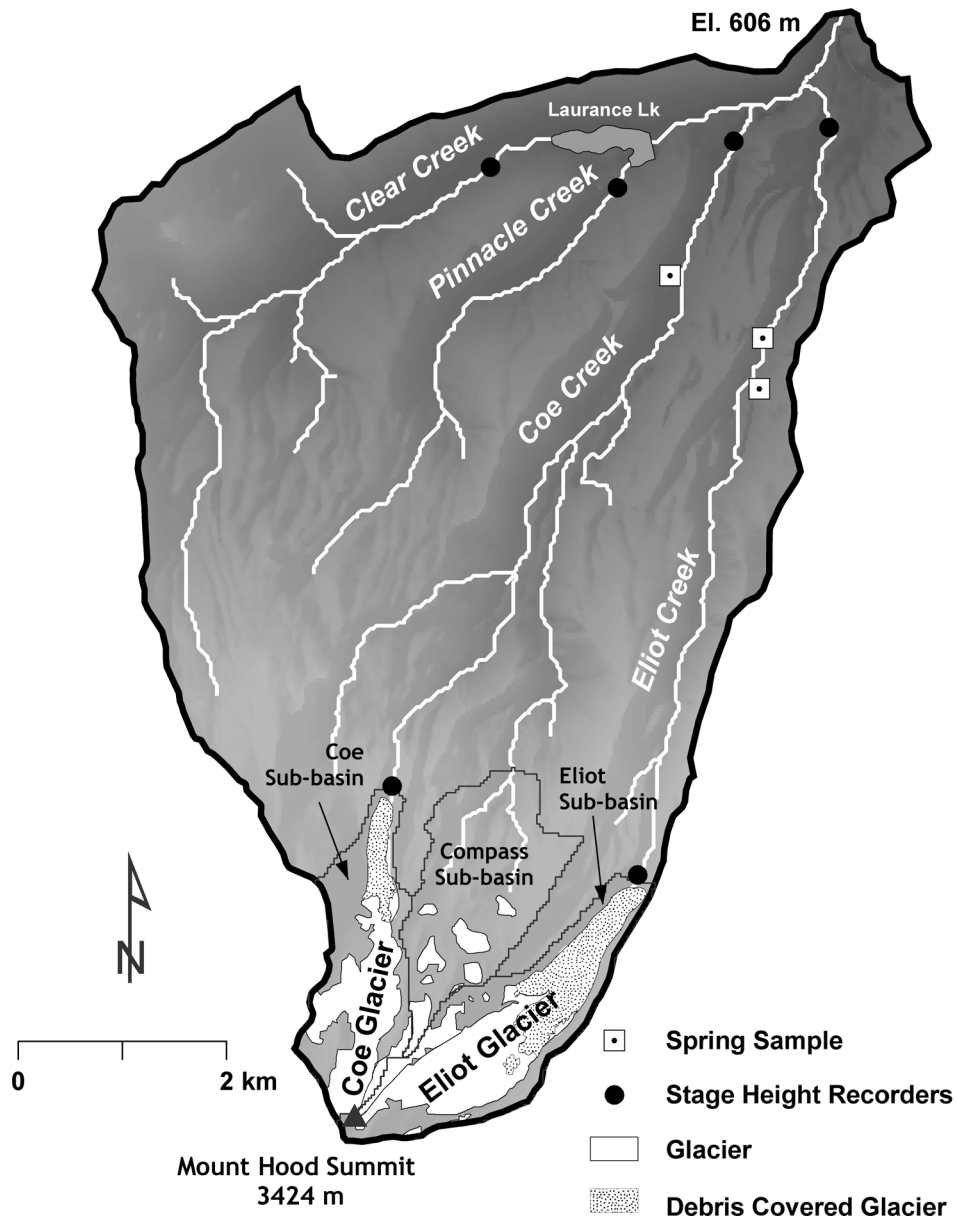 El. 606 m
Laurance Lk
Clear Creek
Pinnacle Creek
Coe Creek
Eliot Creek
Coe
Sub-basin
Eliot
Sub-basin
Compass
Sub-basin
N
Coe Glacier
Eliot Glacier
0
2 km
Mount Hood Summit
3424 m
Spring Sample
Stage Height Recorders
Glacier
Debris Covered Glacier